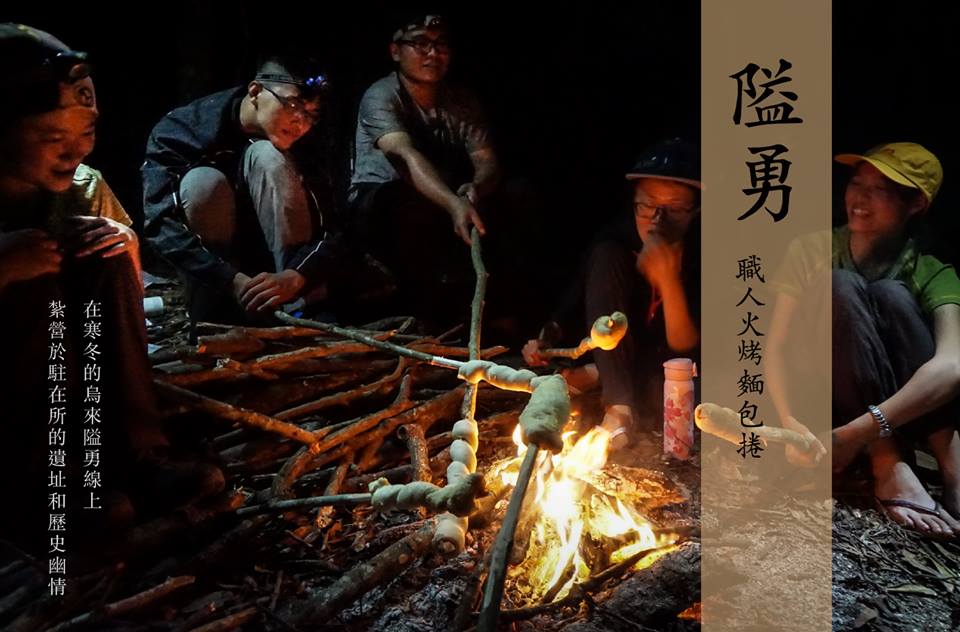 隘勇
職人火烤麵包捲
在寒冬的烏來隘勇線上
紮營於駐在所的遺址和歷史幽情